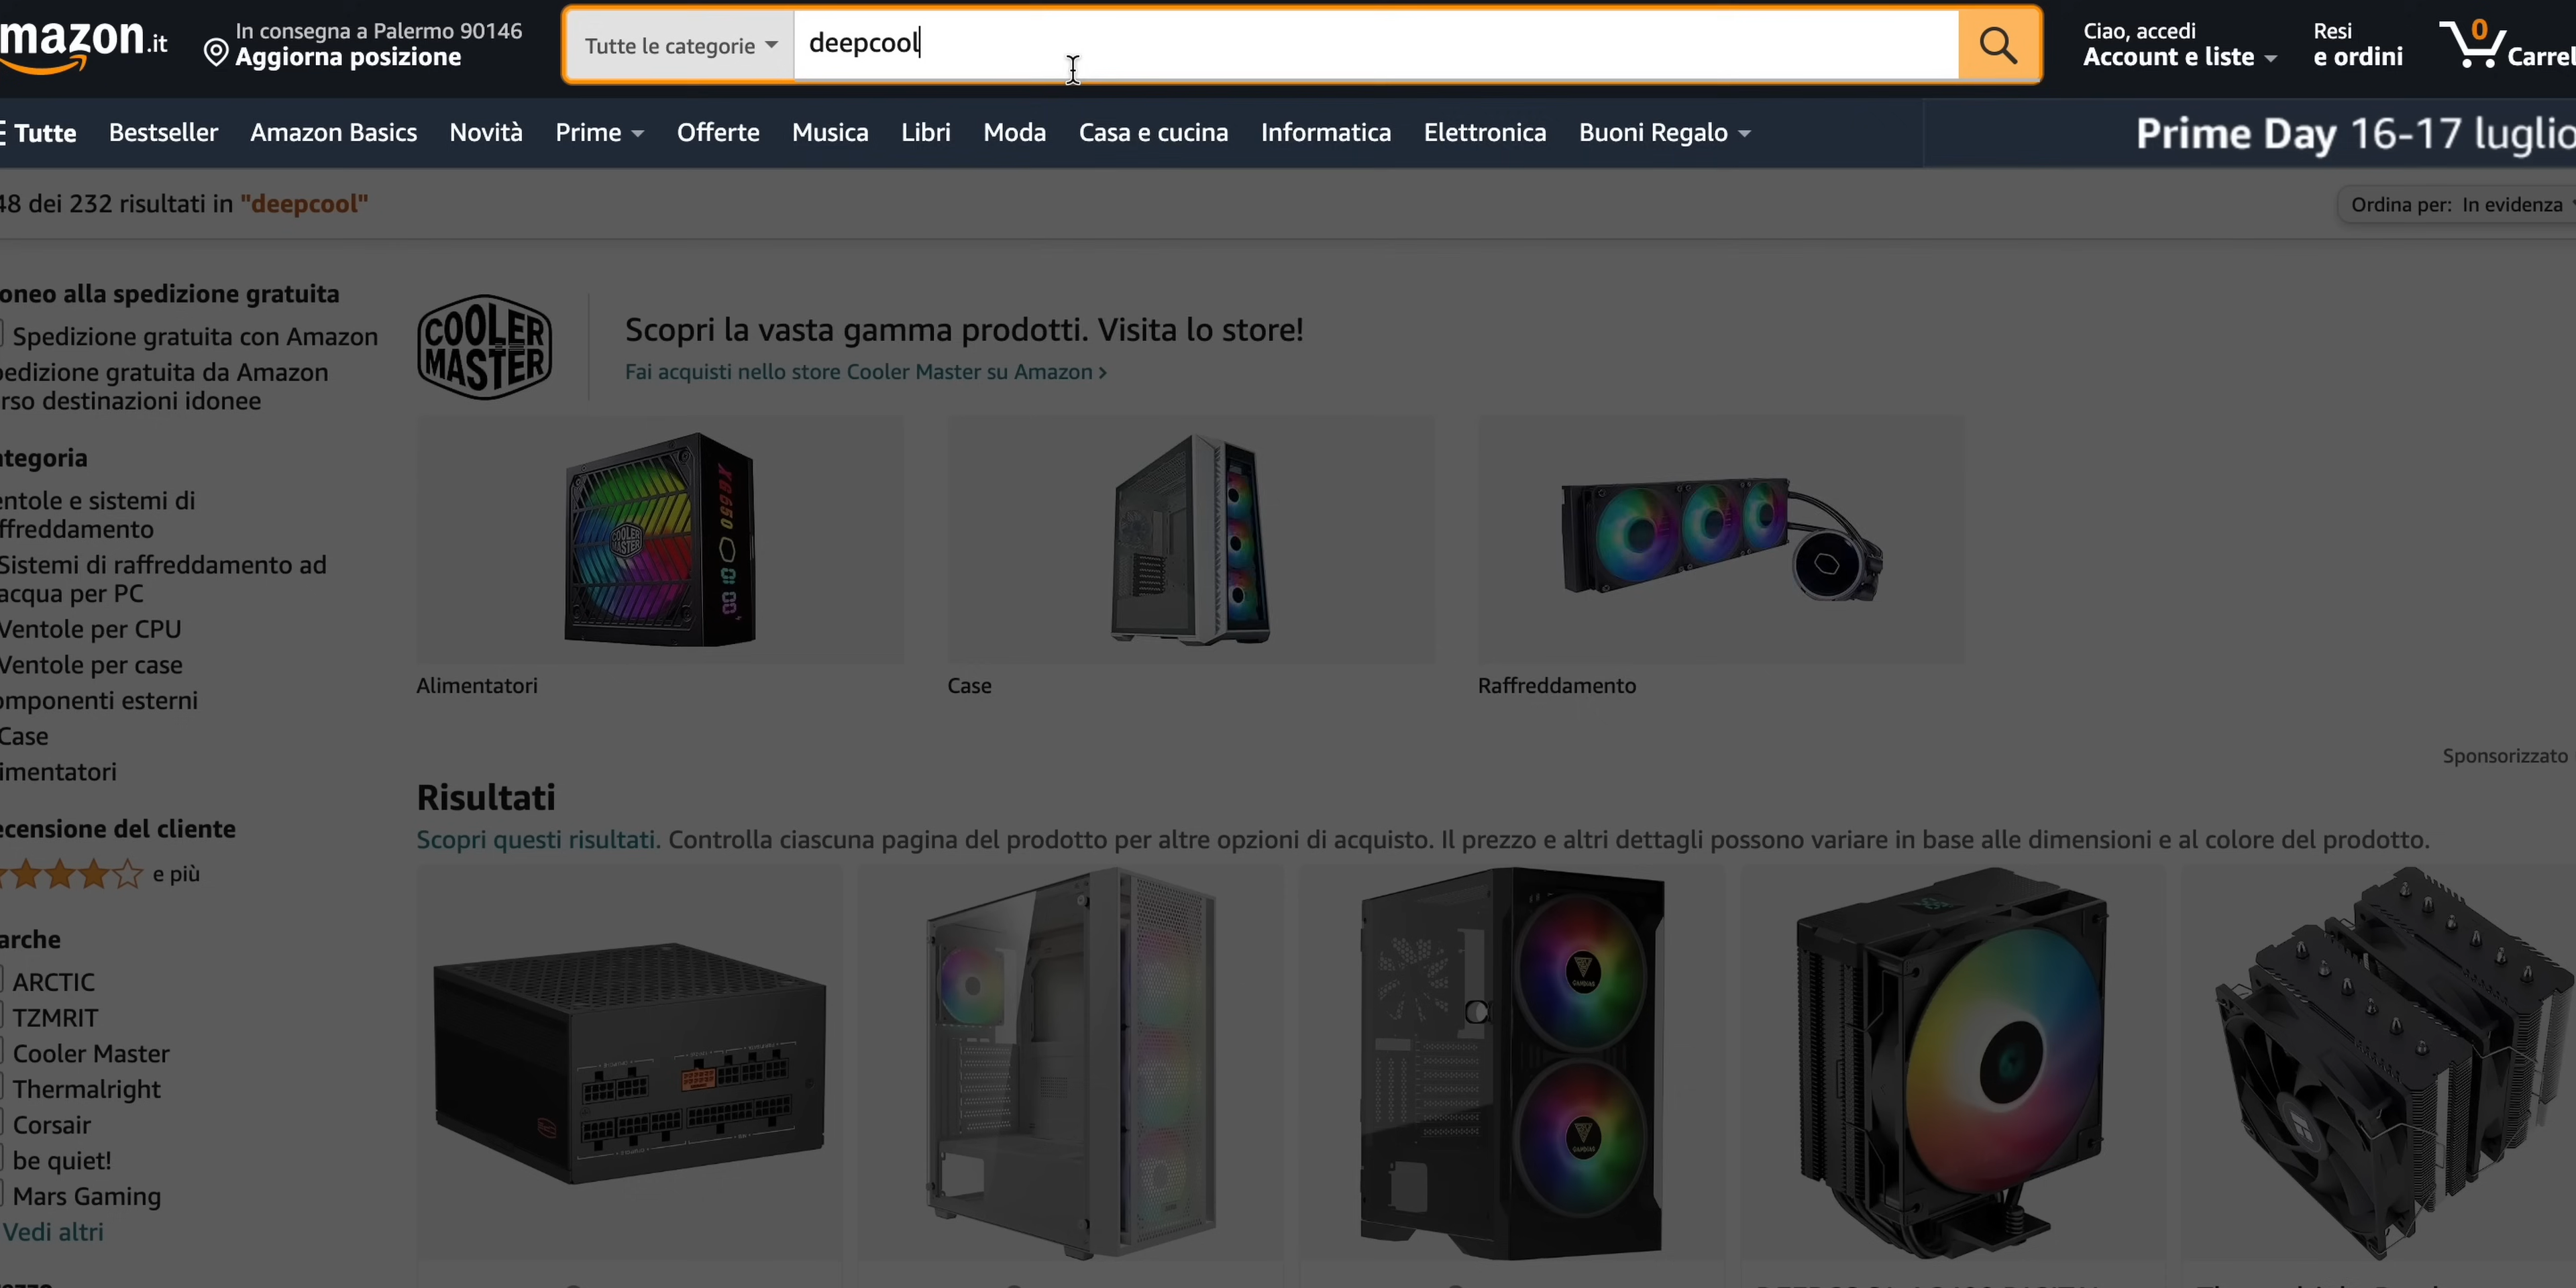 mazon.it
In consegna a Palermo 90146
Aggiorna posizione
Tutte le categorie
deepcool
Ciao, accedi
Account e liste
Resi
e ordini
0
Carrel
Tutte
Bestseller
Amazon Basics
Novità
Prime
Offerte
Musica
Libri
Moda
Casa e cucina
Informatica
Elettronica
Buoni Regalo
Prime Day 16-17 luglio
48 dei 232 risultati in "deepcool"
Ordina per: In evidenza
oneo alla spedizione gratuita
Spedizione gratuita con Amazon
pedizione gratuita da Amazon
rso destinazioni idonee
ategoria
entole e sistemi di
ffreddamento
Sistemi di raffreddamento ad
acqua per PC
Ventole per CPU
Ventole per case
omponenti esterni
Case
imentatori
ecensione del cliente
e più
arche
ARCTIC
TZMRIT
Cooler Master
Thermalright
Corsair
be quiet!
Mars Gaming
Vedi altri
COOLER
MASTER
Scopri la vasta gamma prodotti. Visita lo store!
Fai acquisti nello store Cooler Master su Amazon ›
COOLER
MASTER
Alimentatori
Case
Raffreddamento
Sponsorizzato
Risultati
Scopri questi risultati. Controlla ciascuna pagina del prodotto per altre opzioni di acquisto. Il prezzo e altri dettagli possono variare in base alle dimensioni e al colore del prodotto.
GAMDIAS
GAMDIAS